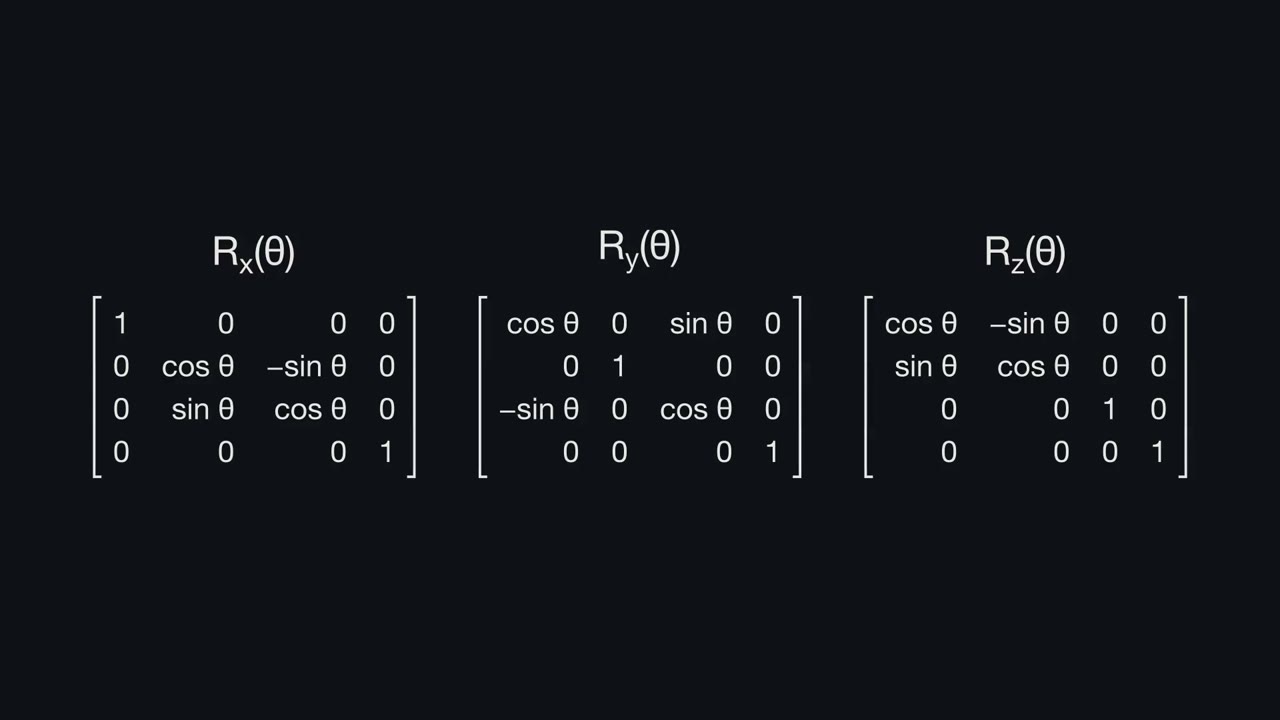 Rx(θ)
1 0 0 0
0 cos θ –sin θ 0
0 sin θ cos θ 0
0 0 0 1
Ry(θ)
cos θ 0 sin θ 0
0 1 0 0
–sin θ 0 cos θ 0
0 0 0 1
Rz(θ)
cos θ –sin θ 0 0
sin θ cos θ 0 0
0 0 1 0
0 0 0 1